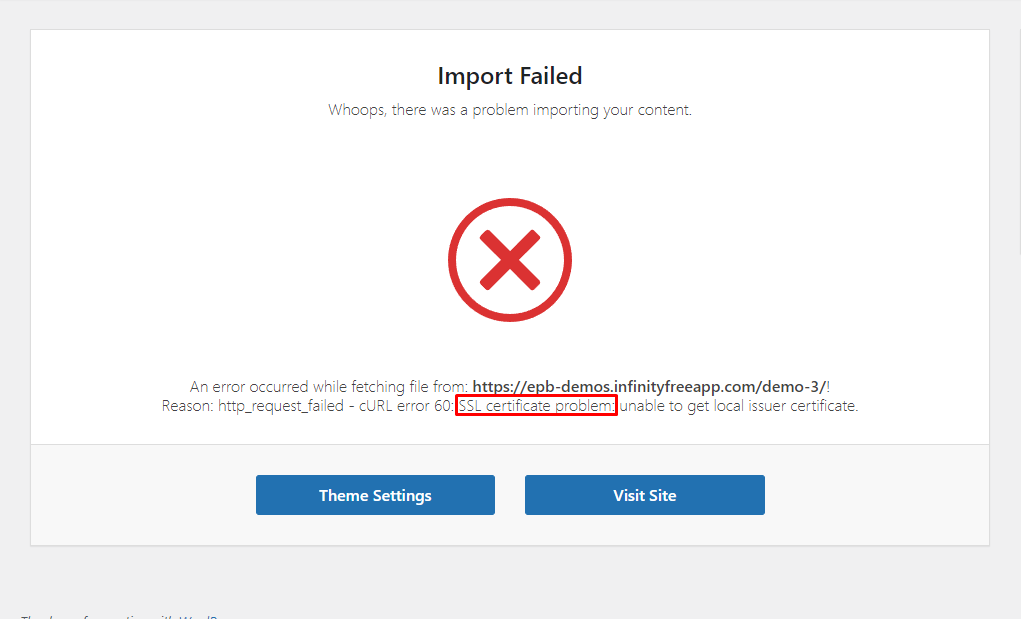 Import Failed
Whoops, there was a problem importing your content.
An error occurred while fetching file from: https://epb-demos.infinityfreeapp.com/demo-3/!
Reason: http_request_failed - cURL error 60: SSL certificate problem: unable to get local issuer certificate.
Theme Settings
Visit Site